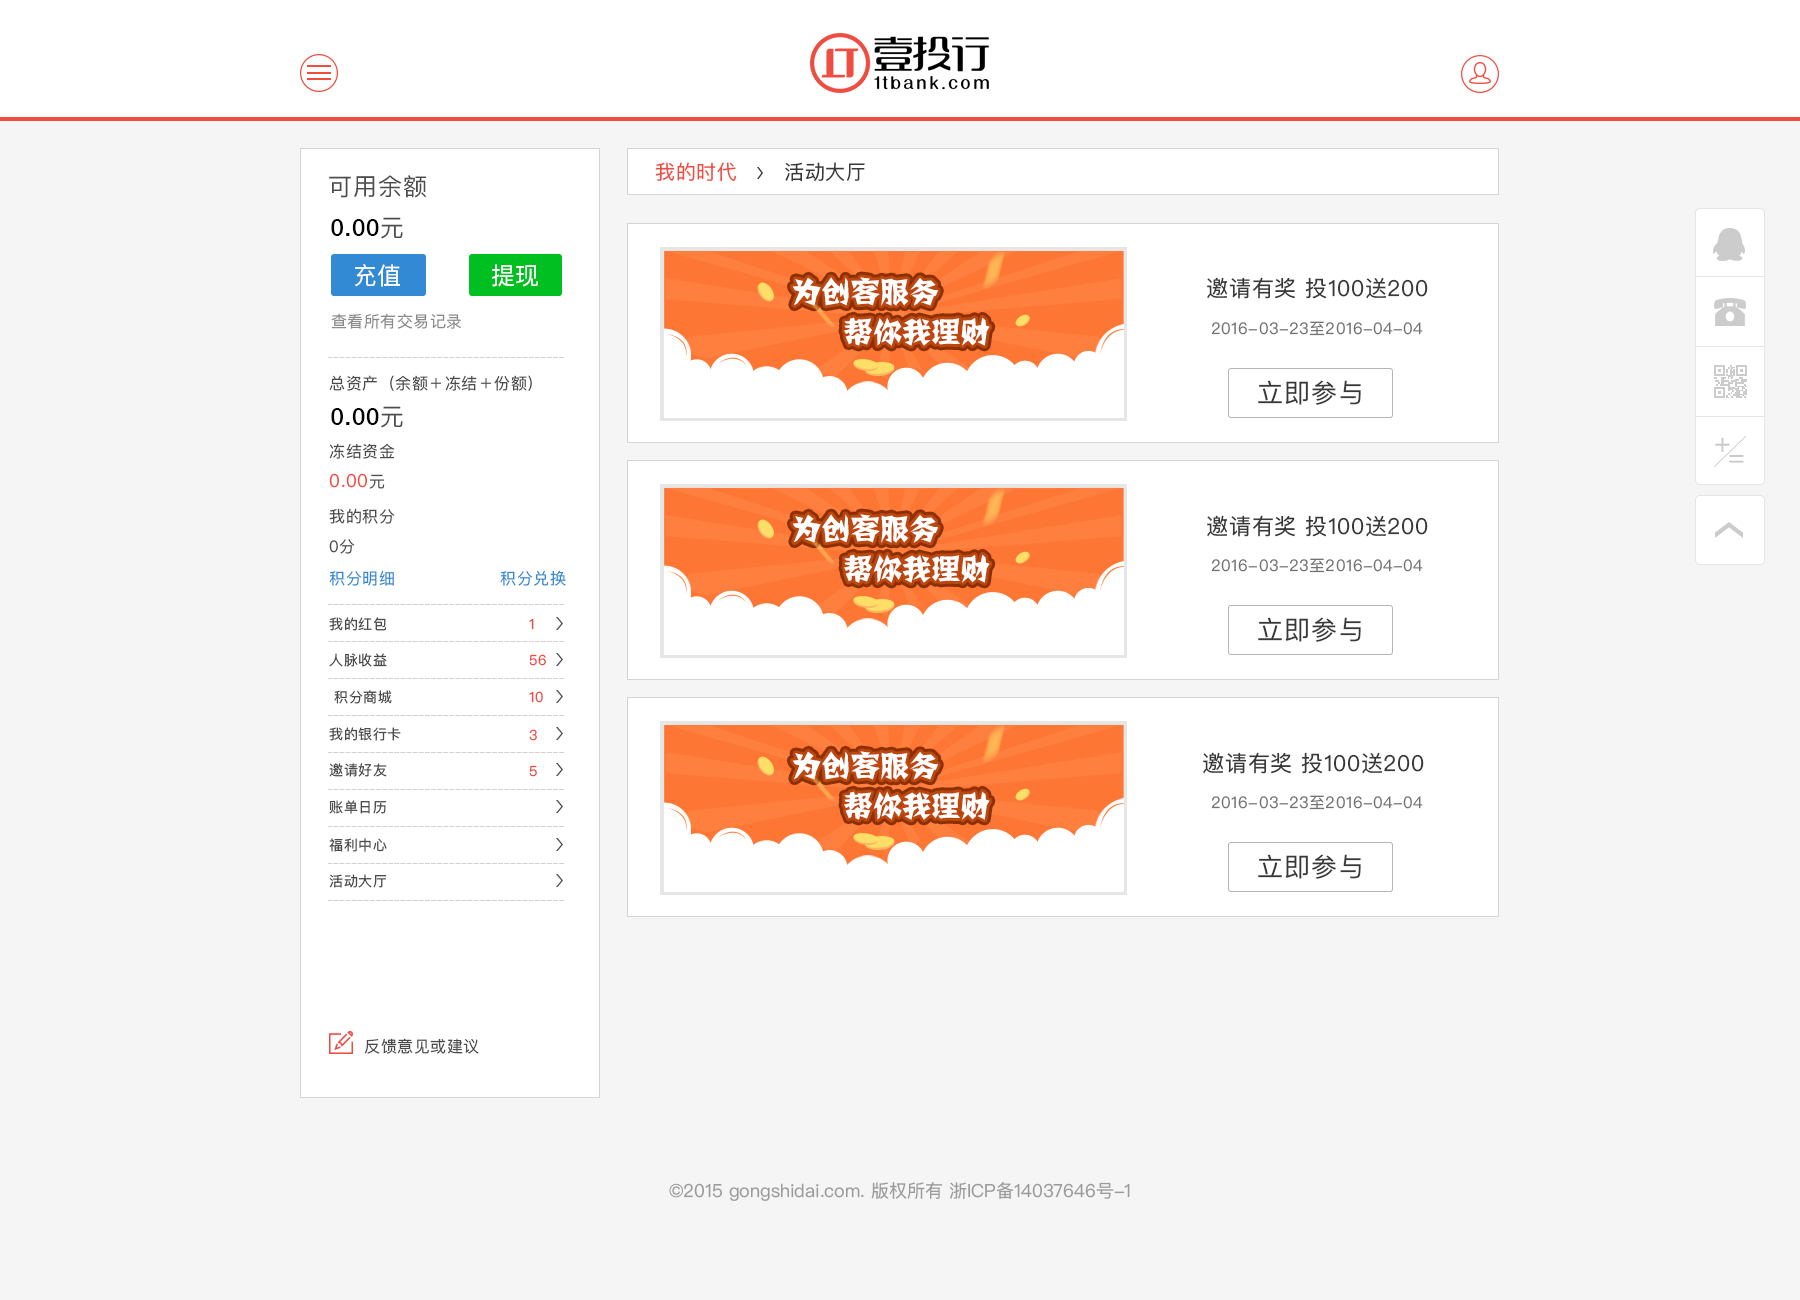 壹投行
1tbank.com
可用余额
0.00元
充值
提现
查看所有交易记录
总资产（余额＋冻结＋份额）
0.00元
冻结资金
0.00元
我的积分
0分
积分明细
积分兑换
我的红包 1
人脉收益 56
积分商城 10
我的银行卡 3
邀请好友 5
账单日历
福利中心
活动大厅
反馈意见或建议
我的时代 > 活动大厅
为创客服务
帮你我理财
邀请有奖 投100送200
2016-03-23至2016-04-04
立即参与
为创客服务
帮你我理财
邀请有奖 投100送200
2016-03-23至2016-04-04
立即参与
为创客服务
帮你我理财
邀请有奖 投100送200
2016-03-23至2016-04-04
立即参与
©2015 gongshidai.com. 版权所有 浙ICP备14037646号-1